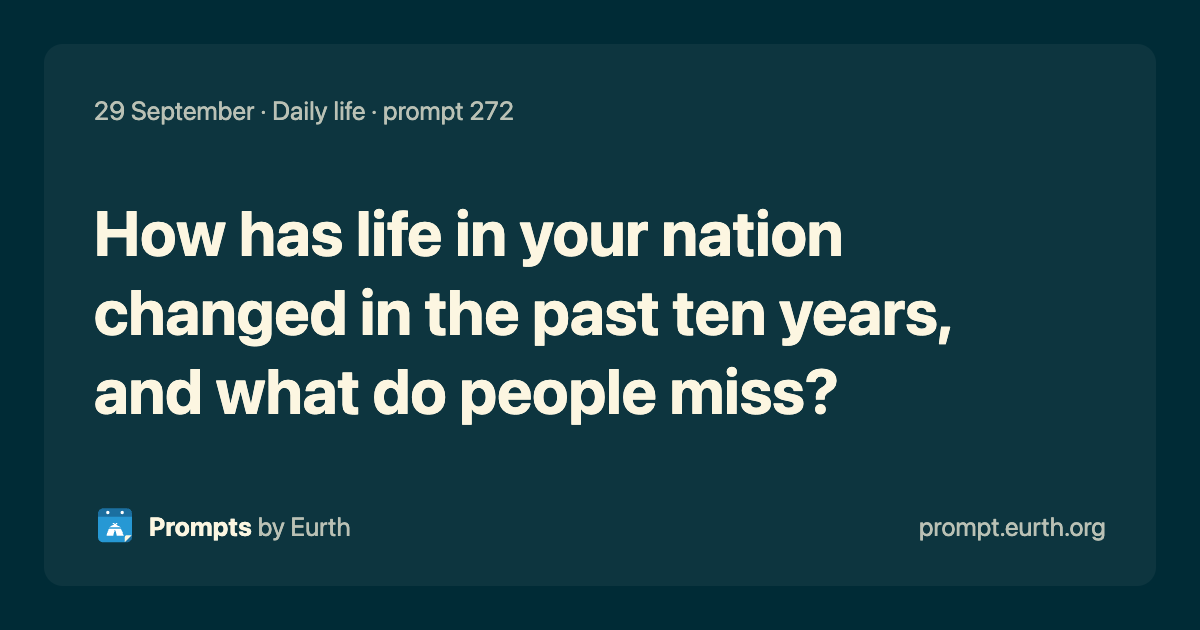 29 September · Daily life · prompt 272
How has life in your nation
changed in the past ten years,
and what do people miss?
Prompts by Eurth
prompt.eurth.org